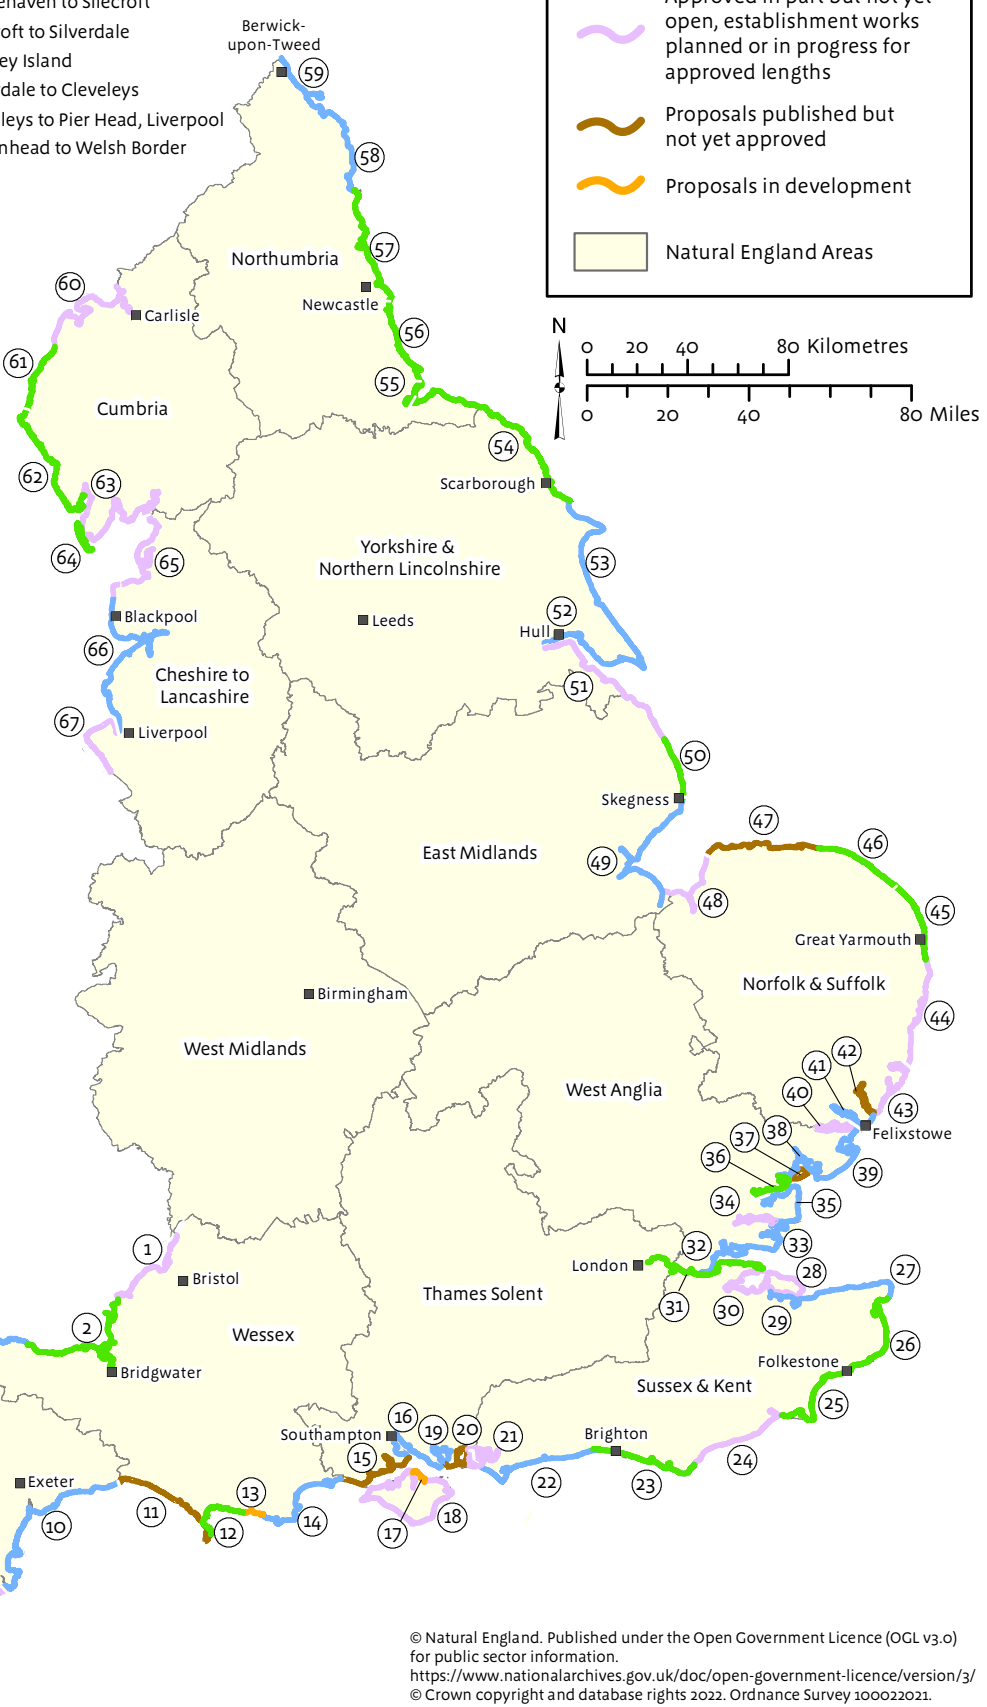 to Silecroft
to Silverdale
Island
to Cleveleys
to Pier Head, Liverpool
to Welsh Border
Approved in part but not yet
open, establishment works
planned or in progress for
approved lengths
Proposals published but
not yet approved
Proposals in development
Natural England Areas
N
0 20 40 80 Kilometres
0 20 40 80 Miles
Berwick-
upon-Tweed
59
58
57
Northumbria
Newcastle
60
Carlisle
56
61
55
Cumbria
54
62
63
Scarborough
64
65
Yorkshire &
Northern Lincolnshire
53
52
Blackpool
Leeds
Hull
66
Cheshire to
Lancashire
51
67
Liverpool
50
Skegness
47
46
East Midlands
49
48
45
Great Yarmouth
Norfolk & Suffolk
Birmingham
44
West Midlands
42
41
West Anglia
40
43
Felixstowe
38
37
36
39
34
35
33
32
1
Bristol
London
28
27
31
30
29
Thames Solent
2
Wessex
26
Bridgwater
Folkestone
Sussex & Kent
25
16
19
20
21
Southampton
Brighton
15
24
Exeter
22
23
13
11
10
12
14
17
18
© Natural England. Published under the Open Government Licence (OGL v3.0)
for public sector information.
https://www.nationalarchives.gov.uk/doc/open-government-licence/version/3/
© Crown copyright and database rights 2022. Ordnance Survey 100022021.